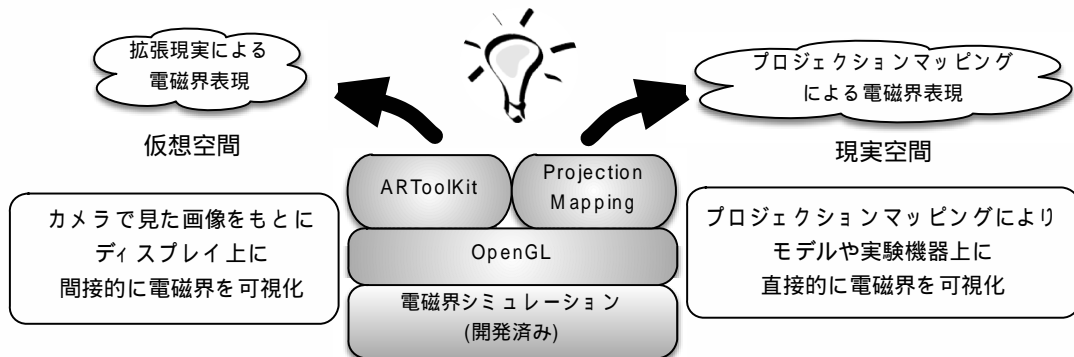 拡張現実による
電磁界表現
仮想空間
カメラで見た画像をもとに
ディスプレイ上に
間接的に電磁界を可視化
ARToolKit
Projection
Mapping
OpenGL
電磁界シミュレーション
(開発済み)
プロジェクションマッピング
による電磁界表現
現実空間
プロジェクションマッピングにより
モデルや実験機器上に
直接的に電磁界を可視化